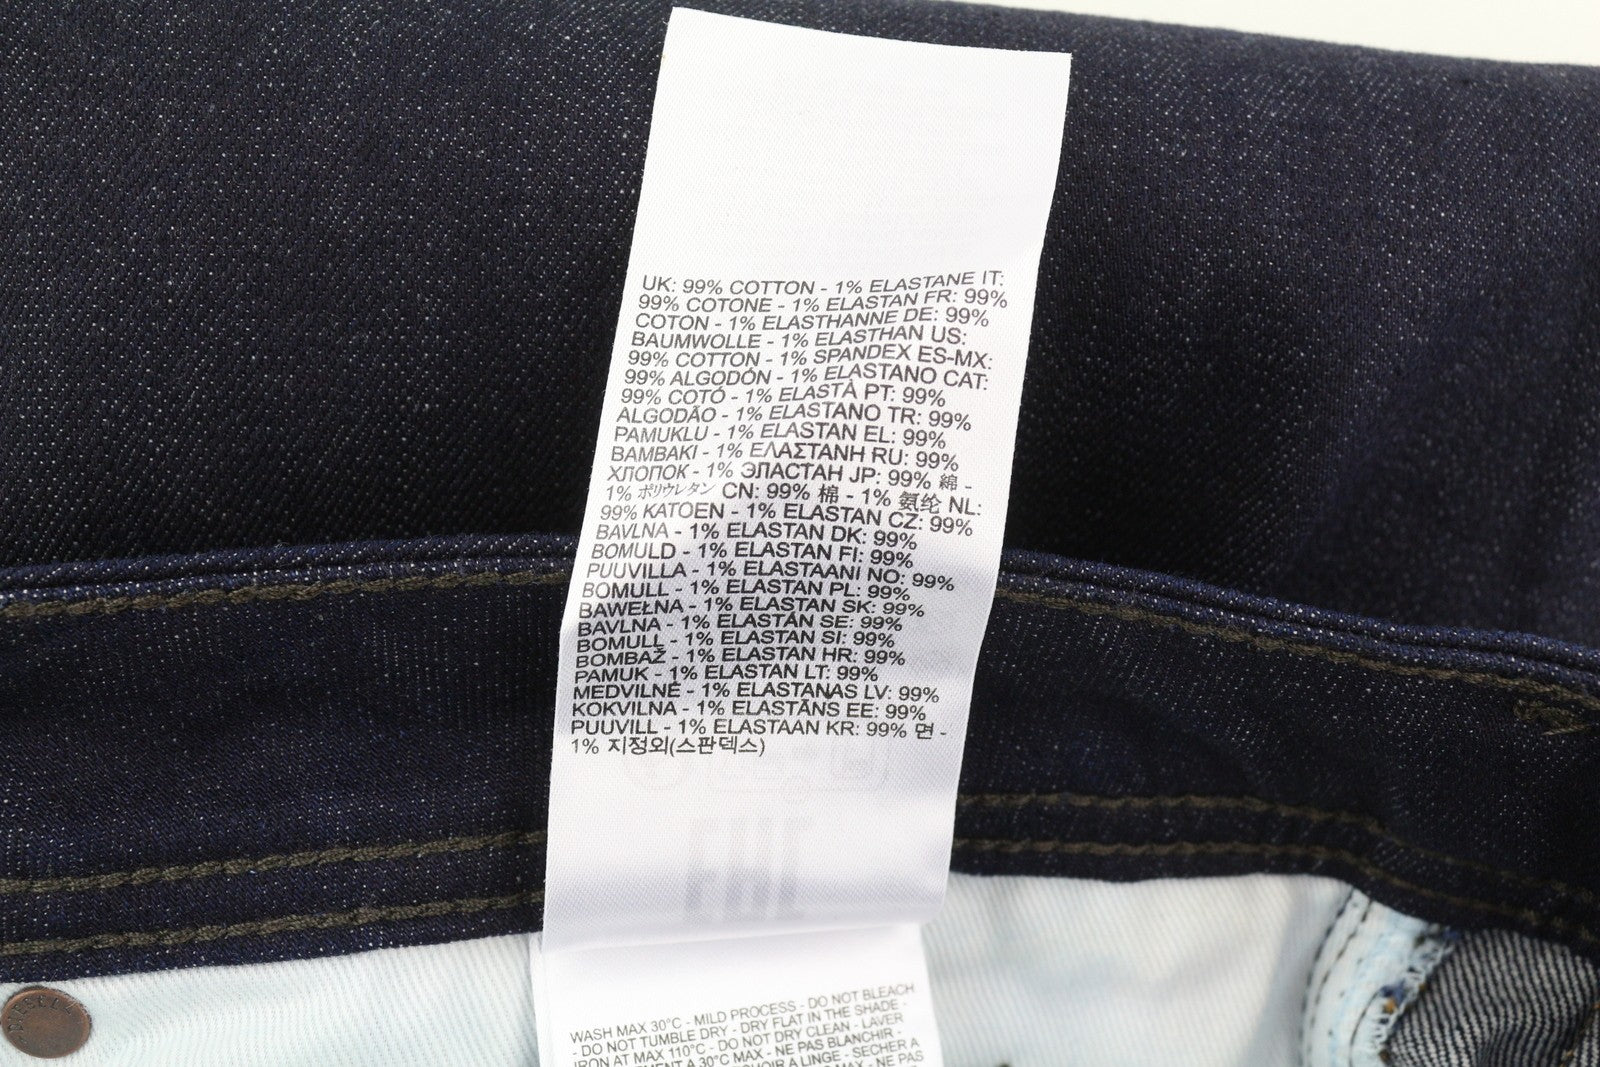 UK: 99% COTTON - 1% ELASTANE IT:
99% COTONE - 1% ELASTAN FR: 99%
COTON - 1% ELASTHANNE DE: 99%
BAUMWOLLE - 1% ELASTHAN US:
99% COTTON - 1% SPANDEX ES-MX:
99% ALGODÓN - 1% ELASTANO CAT:
99% COTÓ - 1% ELASTÀ PT: 99%
ALGODÃO - 1% ELASTANO TR: 99%
PAMUKLU - 1% ELASTAN EL: 99%
BAMBAKI - 1% ΕΛΑΣΤΑΝΗ RU: 99%
ХЛОПОК - 1% ЭЛАСТАН JP: 99% 綿 -
1% ポリウレタン CN: 99% 棉 - 1% 氨纶 NL:
99% KATOEN - 1% ELASTAN CZ: 99%
BAVLNA - 1% ELASTAN DK: 99%
BOMULD - 1% ELASTAN FI: 99%
PUUVILLA - 1% ELASTAANI NO: 99%
BOMULL - 1% ELASTAN PL: 99%
BAWEŁNA - 1% ELASTAN SK: 99%
BAVLNA - 1% ELASTÁN SE: 99%
BOMULL - 1% ELASTAN SI: 99%
BOMBAŽ - 1% ELASTAN HR: 99%
PAMUK - 1% ELASTAN LT: 99%
MEDVILNĖ - 1% ELASTANAS LV: 99%
KOKVILNA - 1% ELASTĀNS EE: 99%
PUUVILL - 1% ELASTAAN KR: 99% 면 -
1% 지정외(스판덱스)
WASH MAX 30°C - MILD PROCESS - DO NOT BLEACH
- DO NOT TUMBLE DRY - DRY FLAT IN THE SHADE -
IRON AT MAX 110°C - DO NOT DRY CLEAN - LAVER
A 30°C MAX - NE PAS BLANCHIR -
A LINGE - SECHER A
MAX - NE PAS
DIESEL